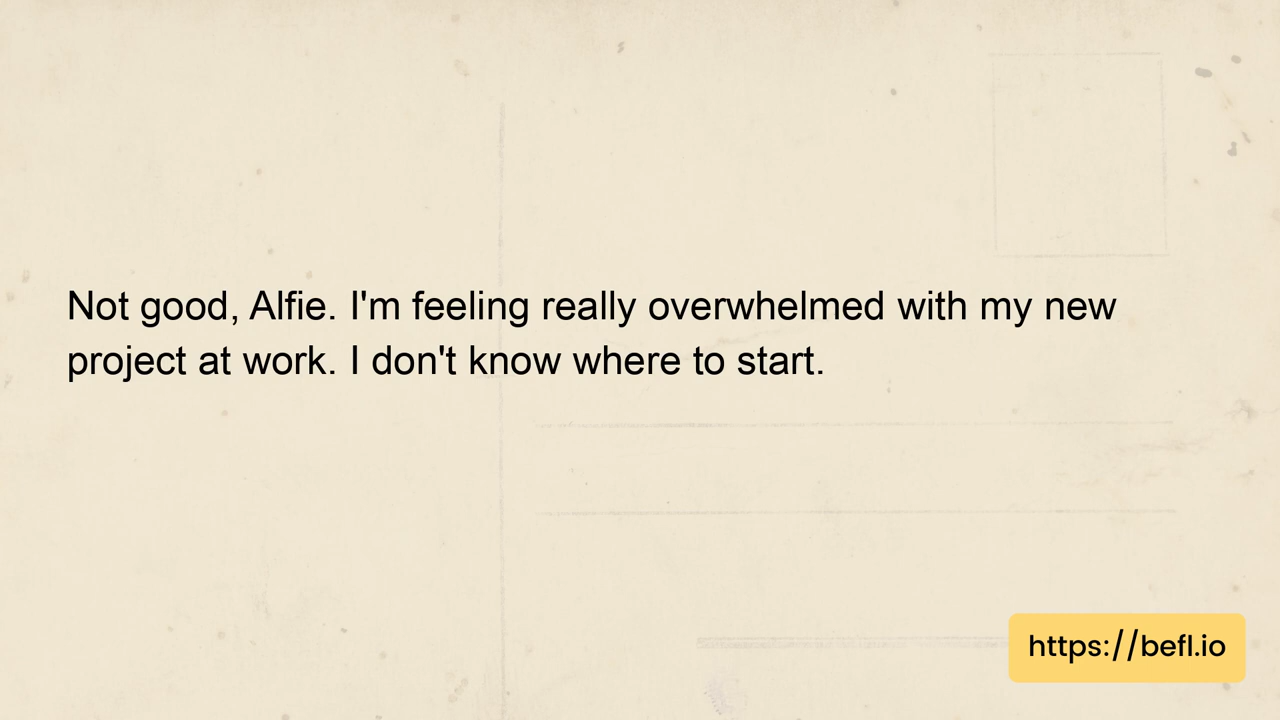 Not good, Alfie. I'm feeling really overwhelmed with my new
project at work. I don't know where to start.
https://befl.io